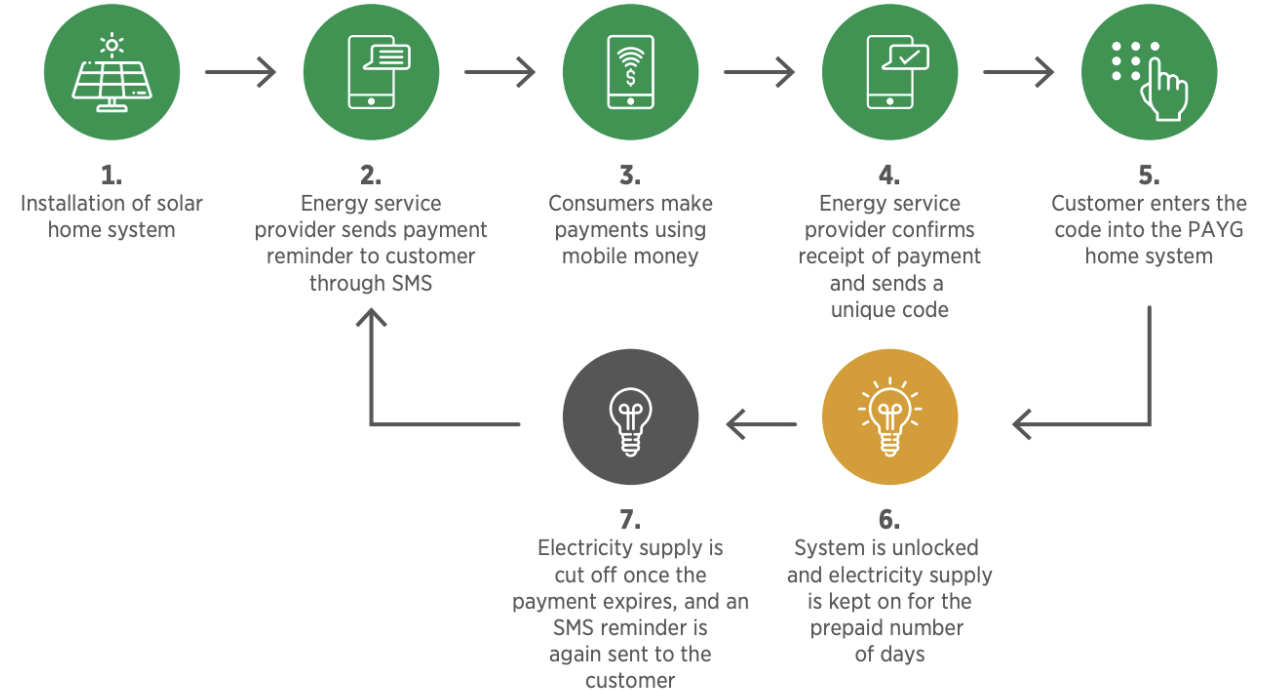 1.
Installation of solar
home system
2.
Energy service
provider sends payment
reminder to customer
through SMS
3.
Consumers make
payments using
mobile money
$
4.
Energy service
provider confirms
receipt of payment
and sends a
unique code
5.
Customer enters the
code into the PAYG
home system
6.
System is unlocked
and electricity supply
is kept on for the
prepaid number
of days
7.
Electricity supply is
cut off once the
payment expires, and an
SMS reminder is
again sent to the
customer